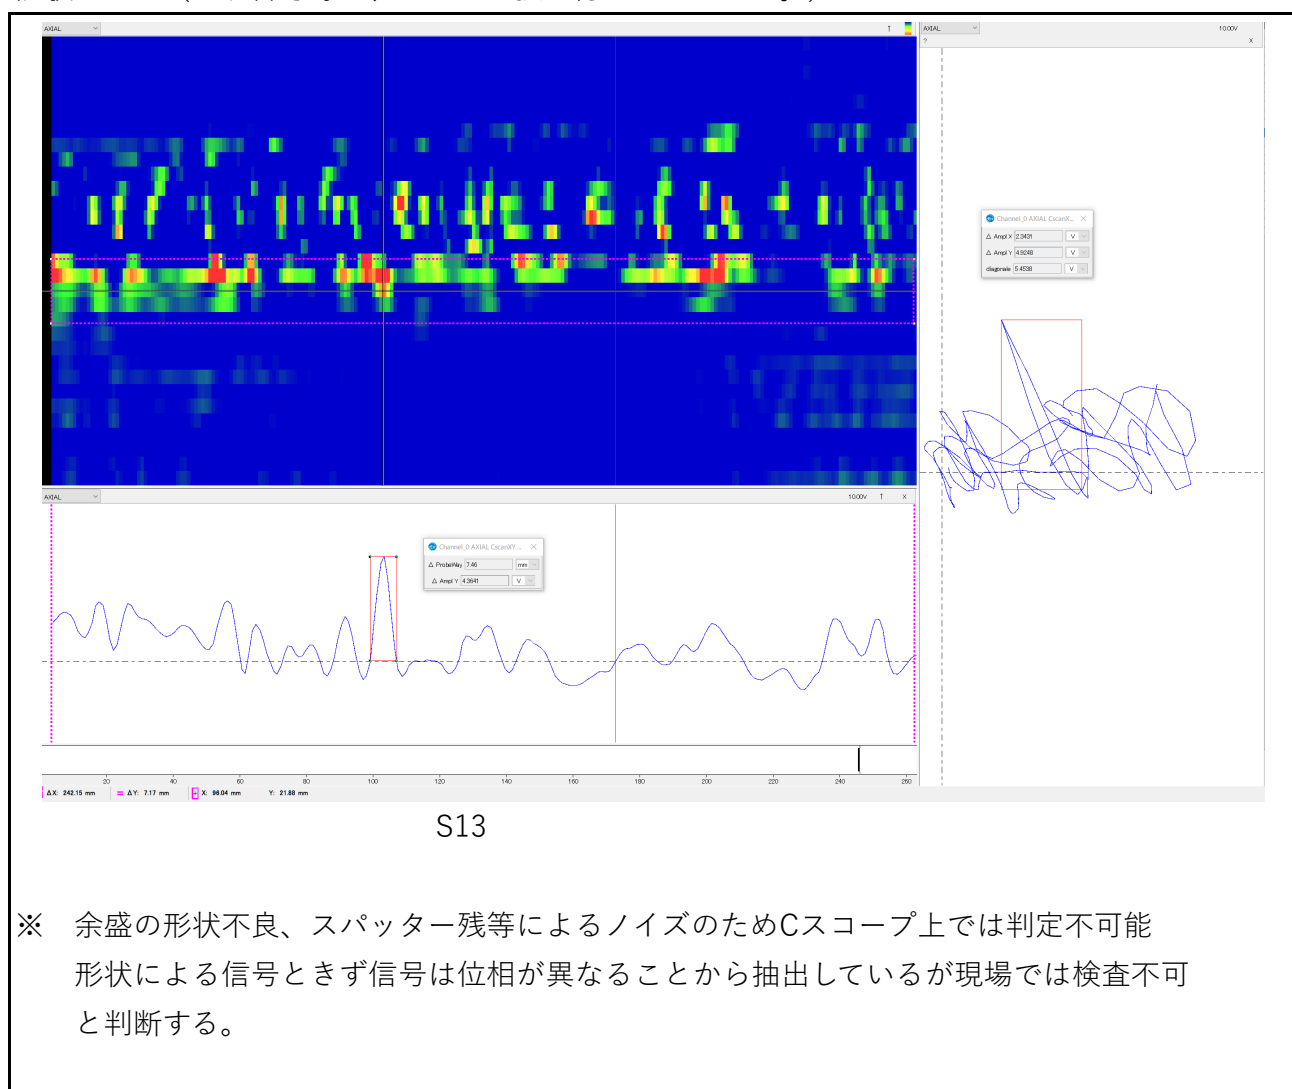 AXIAL
↑
AXIAL
10.00V
?
X
Channel_0 AXIAL CscanX...
Δ Ampl X 2.3431 V
Δ Ampl Y 4.9248 V
diagonale 5.4538 V
AXIAL
10.00V ↑ X
Channel_0 AXIAL CscanXY ...
Δ ProbeWay 7.46 mm
Δ Ampl Y 4.3641 V
20 40 60 80 100 120 140 160 180 200 220 240 260
ΔX: 242.15 mm ΔY: 7.17 mm X: 96.04 mm Y: 21.88 mm
S13
※ 余盛の形状不良、スパッター残等によるノイズのためCスコープ上では判定不可能
形状による信号ときず信号は位相が異なることから抽出しているが現場では検査不可
と判断する。